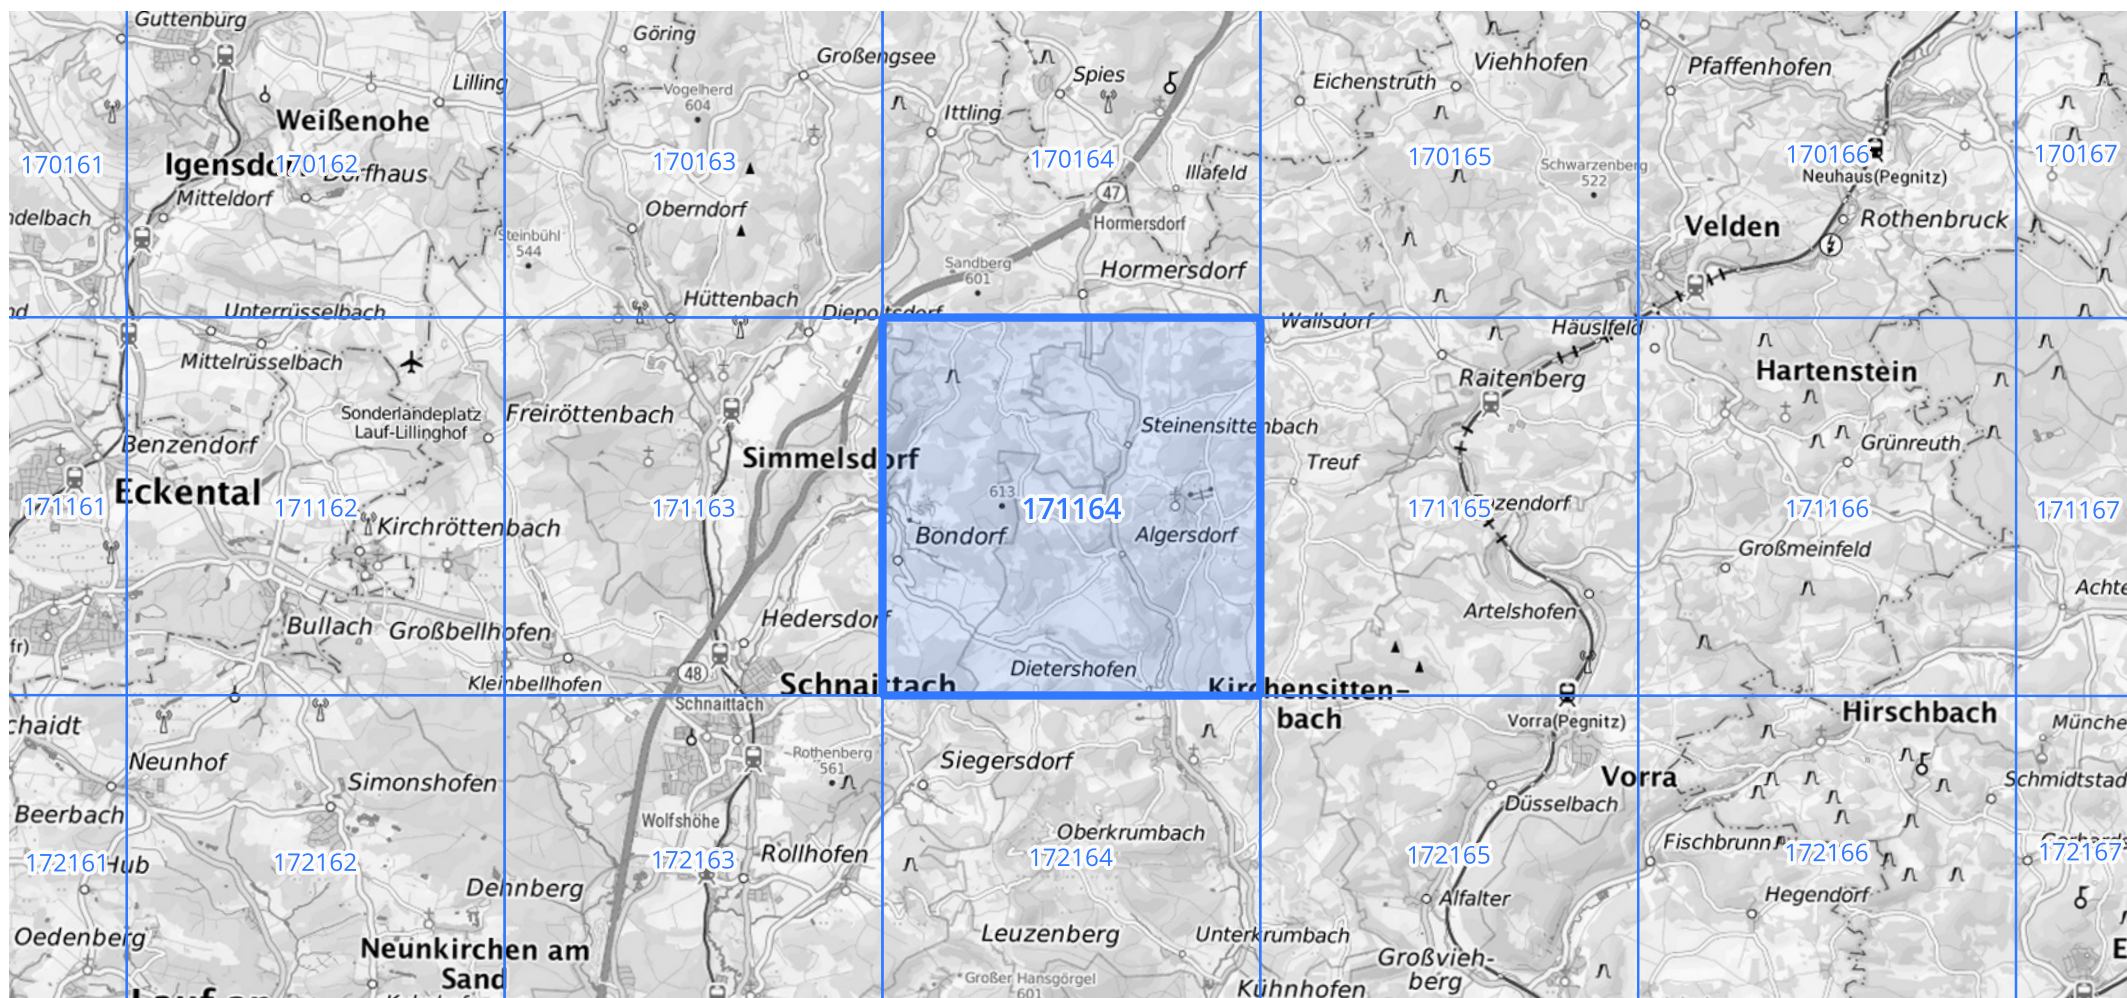 Guttenburg
Göring
Großengsee
Spies
Viehhofen
Pfaffenhofen
Lilling
Vogelherd
604
Eichenstruth
Ittling
Weißenohe
170161
170162
170163
170164
170165
170166
170167
Dorfhaus
Illafeld
Schwarzenberg
522
Neuhaus(Pegnitz)
Mitteldorf
47
Oberndorf
Hormersdorf
Velden
Rothenbruck
Steinbühl
544
Sandberg
601
Hormersdorf
Hüttenbach
Unterrüsselbach
Wallsdorf
Häuslfeld
Mittelrüsselbach
Hartenstein
Raitenberg
Sonderlandeplatz
Lauf-Lillinghof
Freiröttenbach
Steinensittenbach
Benzendorf
Grünreuth
Simmelsdorf
Treuf
Eckental
613
171161
171162
171163
171164
171165
171166
171167
Kirchröttenbach
Bondorf
Algersdorf
Großmeinfeld
Artelshofen
Hedersdorf
Bullach
Großbellhofen
Dietershofen
48
Kleinbellhofen
Schnaittach
Kirchensitten-
bach
Schnaittach
Vorra(Pegnitz)
Hirschbach
Neunhof
Siegersdorf
Rothenberg
561
Simonshofen
Vorra
Düsselbach
Beerbach
Wolfshöhe
Oberkrumbach
Fischbrunn
172161
172162
172163
172164
172165
172166
172167
Hub
Rollhofen
Dehnberg
Alfalter
Hegendorf
Oedenberg
Neunkirchen am
Sand
Leuzenberg
Unterkrumbach
Großvieh-
berg
Großer Hansgörgel
601
Kühnhofen